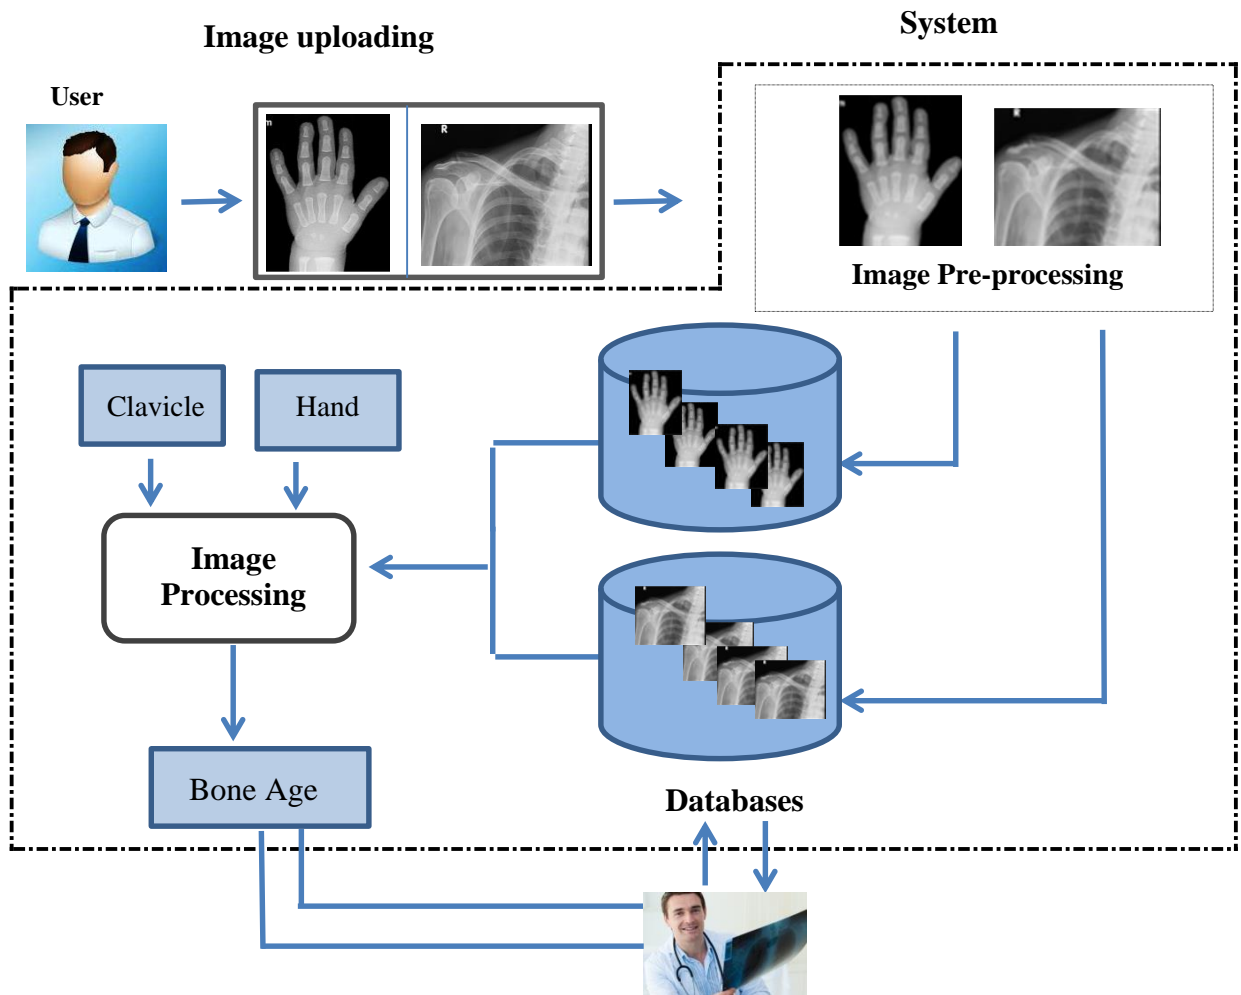 Image uploading
System
User
m
R
m
R
Image Pre-processing
Clavicle
Hand
Image
Processing
Bone Age
Databases